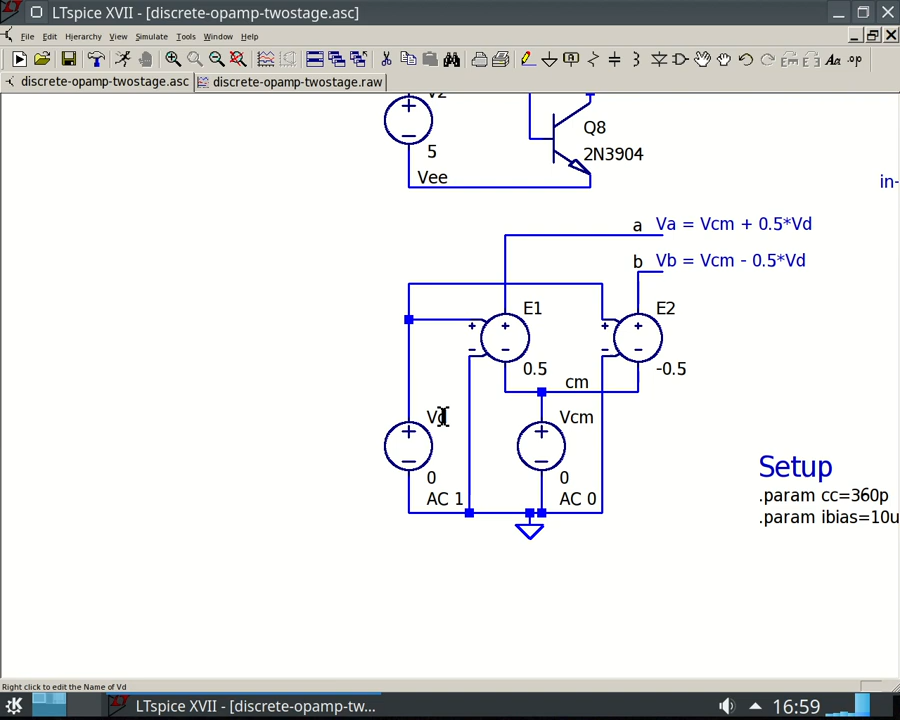 LTspice XVII - [discrete-opamp-twostage.asc]
File Edit Hierarchy View Simulate Tools Window Help
discrete-opamp-twostage.asc
discrete-opamp-twostage.raw
V2
+
−
5
Vee
Q8
2N3904
in-
a Va = Vcm + 0.5*Vd
b Vb = Vcm - 0.5*Vd
E1
E2
+ + + +
− − − −
0.5
-0.5
cm
Vd
Vcm
+ +
− −
0
0
AC 1
AC 0
Setup
.param cc=360p
.param ibias=10u
Right click to edit the Name of Vd
LTspice XVII - [discrete-opamp-tw...
16:59